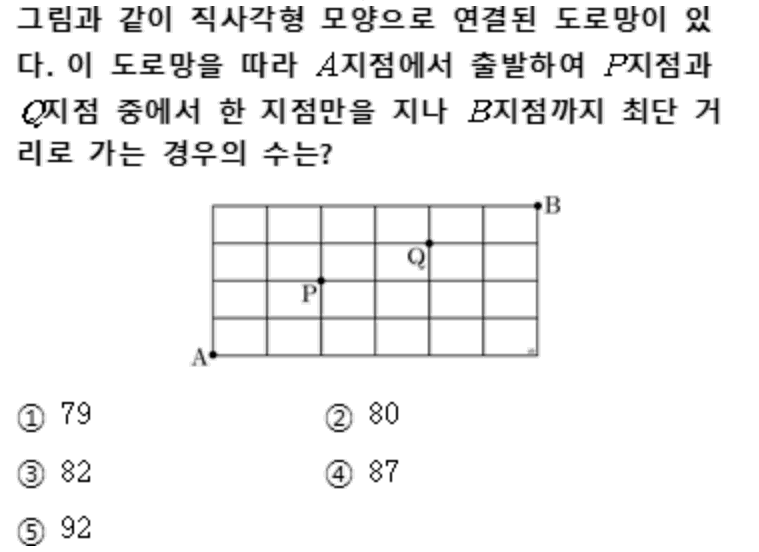 그림과 같이 직사각형 모양으로 연결된 도로망이 있
다. 이 도로망을 따라 A지점에서 출발하여 P지점과
Q지점 중에서 한 지점만을 지나 B지점까지 최단 거
리로 가는 경우의 수는?
B
Q
P
A
① 79
② 80
③ 82
④ 87
⑤ 92